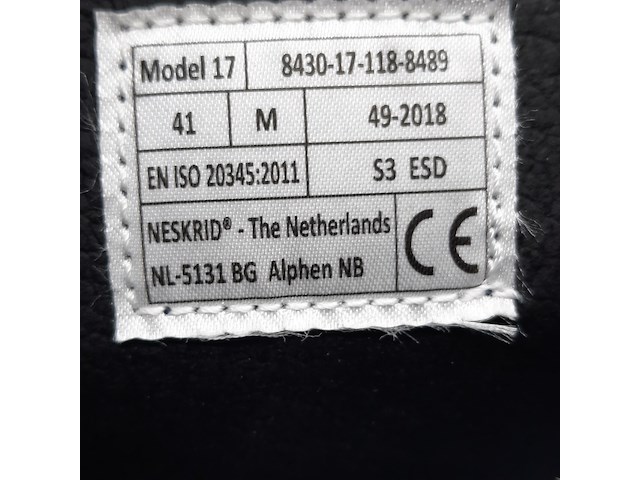 Model 17 8430-17-118-8489
41 M 49-2018
EN ISO 20345:2011 S3 ESD
NESKRID® - The Netherlands
NL-5131 BG Alphen NB
CE